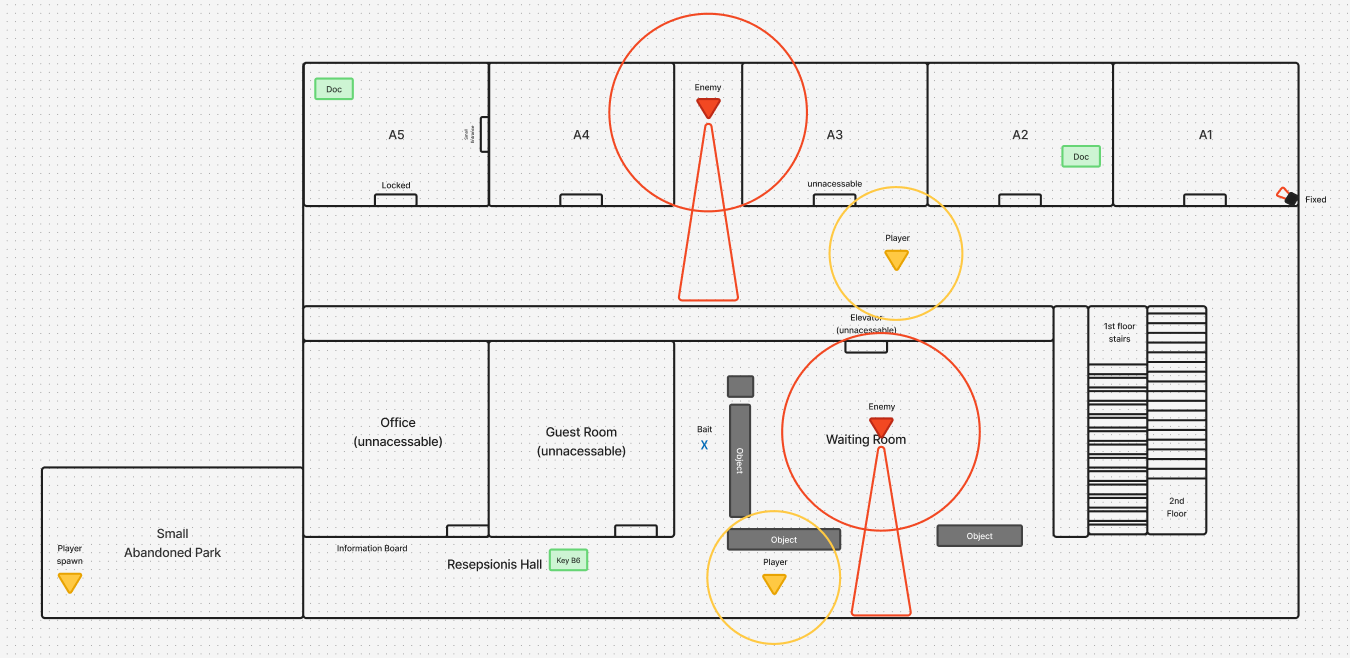 Enemy
Doc
A5
Small
Entrance
A4
A3
A2
A1
Doc
Locked
unnacessable
Fixed
Player
Elevator
(unnacessable)
1st floor
stairs
Office
(unnacessable)
Guest Room
(unnacessable)
Bait
X
Object
Enemy
Waiting Room
2nd
Floor
Small
Abandoned Park
Player
spawn
Information Board
Resepsionis Hall
Key B6
Object
Object
Player